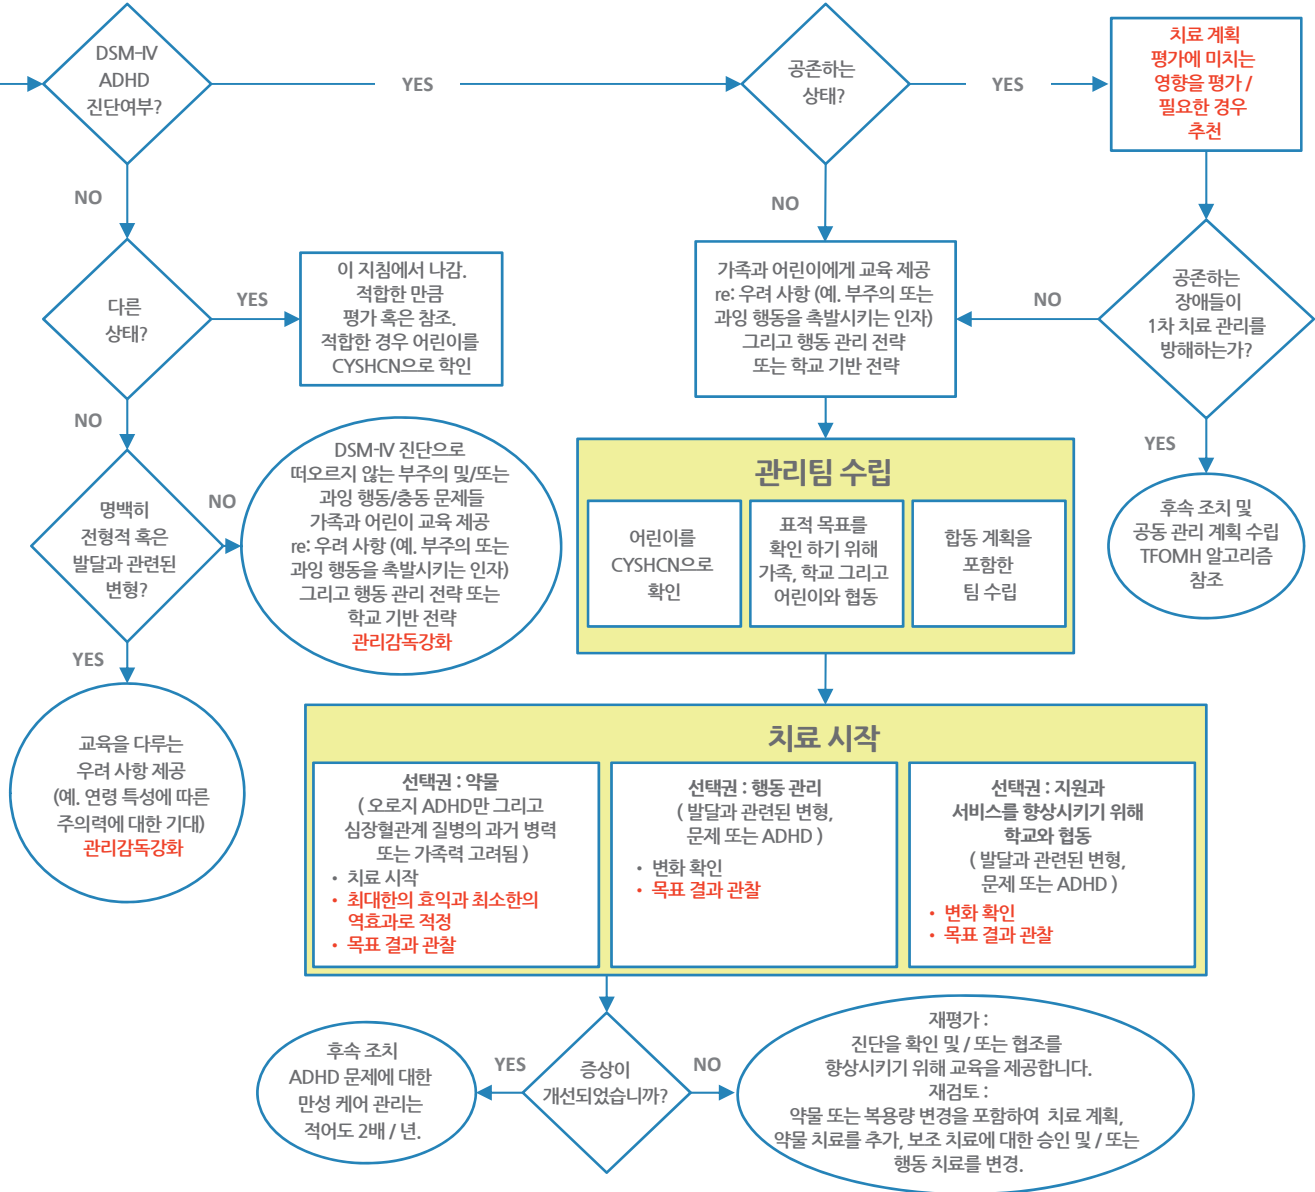 DSM-IV
ADHD
진단여부?
YES
공존하는
상태?
YES
치료 계획
평가에 미치는
영향을 평가 /
필요한 경우
추천
NO
NO
다른
상태?
YES
이 지침에서 나감.
적합한 만큼
평가 혹은 참조.
적합한 경우 어린이를
CYSHCN으로 확인
가족과 어린이에게 교육 제공
re: 우려 사항 (예. 부주의 또는
과잉 행동을 촉발시키는 인자)
그리고 행동 관리 전략
또는 학교 기반 전략
NO
공존하는
장애들이
1차 치료 관리를
방해하는가?
NO
YES
명백히
전형적 혹은
발달과 관련된
변형?
NO
DSM-IV 진단으로
떠오르지 않는 부주의 및/또는
과잉 행동/충동 문제들
가족과 어린이 교육 제공
re: 우려 사항 (예. 부주의 또는
과잉 행동을 촉발시키는 인자)
그리고 행동 관리 전략 또는
학교 기반 전략
관리감독강화
관리팀 수립
어린이를
CYSHCN으로
확인
표적 목표를
확인 하기 위해
가족, 학교 그리고
어린이와 협동
합동 계획을
포함한
팀 수립
후속 조치 및
공동 관리 계획 수립
TFOMH 알고리즘
참조
YES
교육을 다루는
우려 사항 제공
(예. 연령 특성에 따른
주의력에 대한 기대)
관리감독강화
치료 시작
선택권 : 약물
( 오로지 ADHD만 그리고
심장혈관계 질병의 과거 병력
또는 가족력 고려됨 )
• 치료 시작
• 최대한의 효익과 최소한의
역효과로 적정
• 목표 결과 관찰
선택권 : 행동 관리
( 발달과 관련된 변형,
문제 또는 ADHD )
• 변화 확인
• 목표 결과 관찰
선택권 : 지원과
서비스를 향상시키기 위해
학교와 협동
( 발달과 관련된 변형,
문제 또는 ADHD )
• 변화 확인
• 목표 결과 관찰
후속 조치
ADHD 문제에 대한
만성 케어 관리는
적어도 2배 / 년.
YES
증상이
개선되었습니까?
NO
재평가 :
진단을 확인 및 / 또는 협조를
향상시키기 위해 교육을 제공합니다.
재검토 :
약물 또는 복용량 변경을 포함하여 치료 계획,
약물 치료를 추가, 보조 치료에 대한 승인 및 / 또는
행동 치료를 변경.